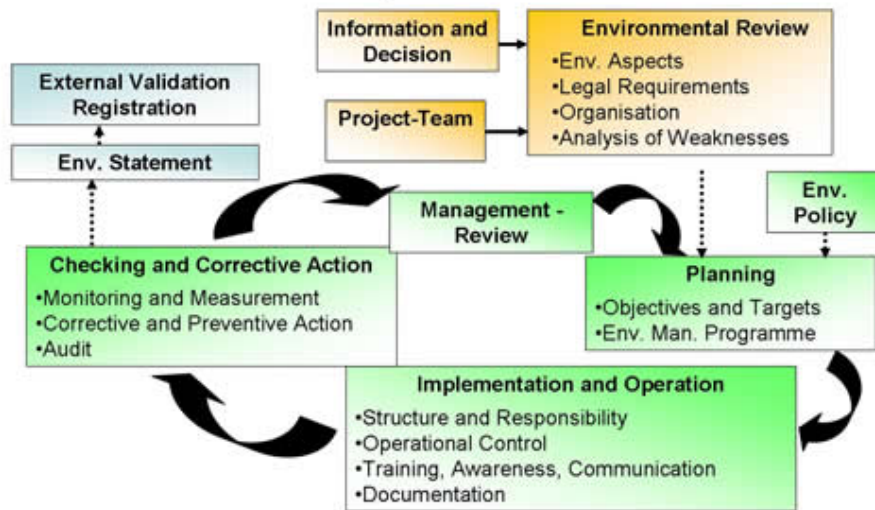 Information and
Decision
Environmental Review
•Env. Aspects
•Legal Requirements
•Organisation
•Analysis of Weaknesses
Project-Team
External Validation
Registration
Env. Statement
Management -
Review
Env.
Policy
Checking and Corrective Action
•Monitoring and Measurement
•Corrective and Preventive Action
•Audit
Planning
•Objectives and Targets
•Env. Man. Programme
Implementation and Operation
•Structure and Responsibility
•Operational Control
•Training, Awareness, Communication
•Documentation